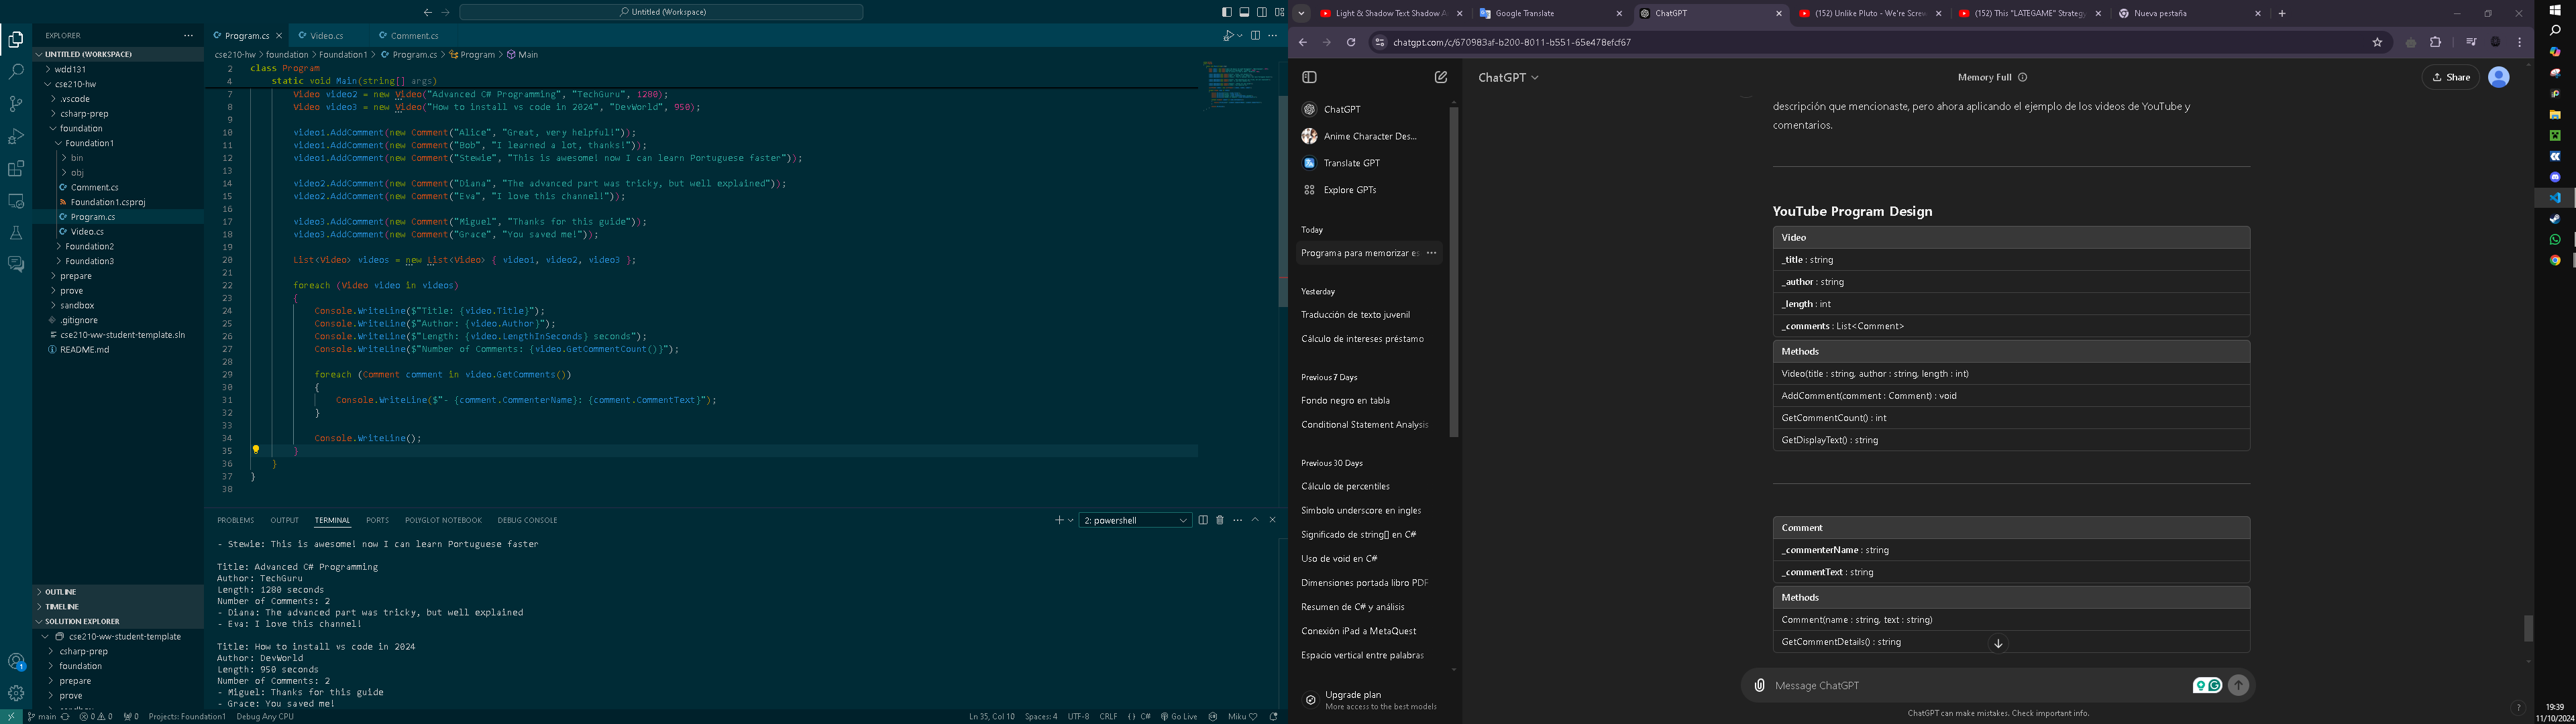 Untitled (Workspace)
EXPLORER
UNTITLED (WORKSPACE)
wdd131
cse210-hw
.vscode
csharp-prep
foundation
Foundation1
bin
obj
Comment.cs
Foundation1.csproj
Program.cs
Video.cs
Foundation2
Foundation3
prepare
prove
sandbox
.gitignore
cse210-ww-student-template.sln
README.md
OUTLINE
TIMELINE
SOLUTION EXPLORER
cse210-ww-student-template
csharp-prep
foundation
prepare
prove
Program.cs Video.cs Comment.cs
cse210-hw > foundation > Foundation1 > Program.cs > Program > Main
2 class Program
4 static void Main(string[] args)
7 Video video2 = new Video("Advanced C# Programming", "TechGuru", 1280);
8 Video video3 = new Video("How to install vs code in 2024", "DevWorld", 950);
9
10 video1.AddComment(new Comment("Alice", "Great, very helpful!"));
11 video1.AddComment(new Comment("Bob", "I learned a lot, thanks!"));
12 video1.AddComment(new Comment("Stewie", "This is awesome! now I can learn Portuguese faster"));
13
14 video2.AddComment(new Comment("Diana", "The advanced part was tricky, but well explained"));
15 video2.AddComment(new Comment("Eva", "I love this channel!"));
16
17 video3.AddComment(new Comment("Miguel", "Thanks for this guide"));
18 video3.AddComment(new Comment("Grace", "You saved me!"));
19
20 List<Video> videos = new List<Video> { video1, video2, video3 };
21
22 foreach (Video video in videos)
23 {
24 Console.WriteLine($"Title: {video.Title}");
25 Console.WriteLine($"Author: {video.Author}");
26 Console.WriteLine($"Length: {video.LengthInSeconds} seconds");
27 Console.WriteLine($"Number of Comments: {video.GetCommentCount()}");
28
29 foreach (Comment comment in video.GetComments())
30 {
31 Console.WriteLine($"- {comment.CommenterName}: {comment.CommentText}");
32 }
33
34 Console.WriteLine();
35 }
36 }
37 }
38
PROBLEMS OUTPUT TERMINAL PORTS POLYGLOT NOTEBOOK DEBUG CONSOLE
2: powershell
- Stewie: This is awesome! now I can learn Portuguese faster
Title: Advanced C# Programming
Author: TechGuru
Length: 1280 seconds
Number of Comments: 2
- Diana: The advanced part was tricky, but well explained
- Eva: I love this channel!
Title: How to install vs code in 2024
Author: DevWorld
Length: 950 seconds
Number of Comments: 2
- Miguel: Thanks for this guide
- Grace: You saved me!
main 0 0 0 Projects: Foundation1 Debug Any CPU
Ln 35, Col 10 Spaces: 4 UTF-8 CRLF {} C# Go Live Miku
Light & Shadow Text Shadow A
Google Translate
ChatGPT
(152) Unlike Pluto - We're Screw
(152) This "LATEGAME" Strategy
Nueva pestaña
chatgpt.com/c/670983af-b200-8011-b551-65e478efcf67
ChatGPT
Anime Character Des...
Translate GPT
Explore GPTs
Today
Programa para memorizar es
Yesterday
Traducción de texto juvenil
Cálculo de intereses préstamo
Previous 7 Days
Fondo negro en tabla
Conditional Statement Analysis
Previous 30 Days
Cálculo de percentiles
Simbolo underscore en ingles
Significado de string[] en C#
Uso de void en C#
Dimensiones portada libro PDF
Resumen de C# y análisis
Conexión iPad a MetaQuest
Espacio vertical entre palabras
Upgrade plan
More access to the best models
ChatGPT
Memory Full
Share
descripción que mencionaste, pero ahora aplicando el ejemplo de los videos de YouTube y
comentarios.
YouTube Program Design
Video
_title : string
_author : string
_length : int
_comments : List<Comment>
Methods
Video(title : string, author : string, length : int)
AddComment(comment : Comment) : void
GetCommentCount() : int
GetDisplayText() : string
Comment
_commenterName : string
_commentText : string
Methods
Comment(name : string, text : string)
GetCommentDetails() : string
Message ChatGPT
ChatGPT can make mistakes. Check important info.
?
19:39
11/10/2024